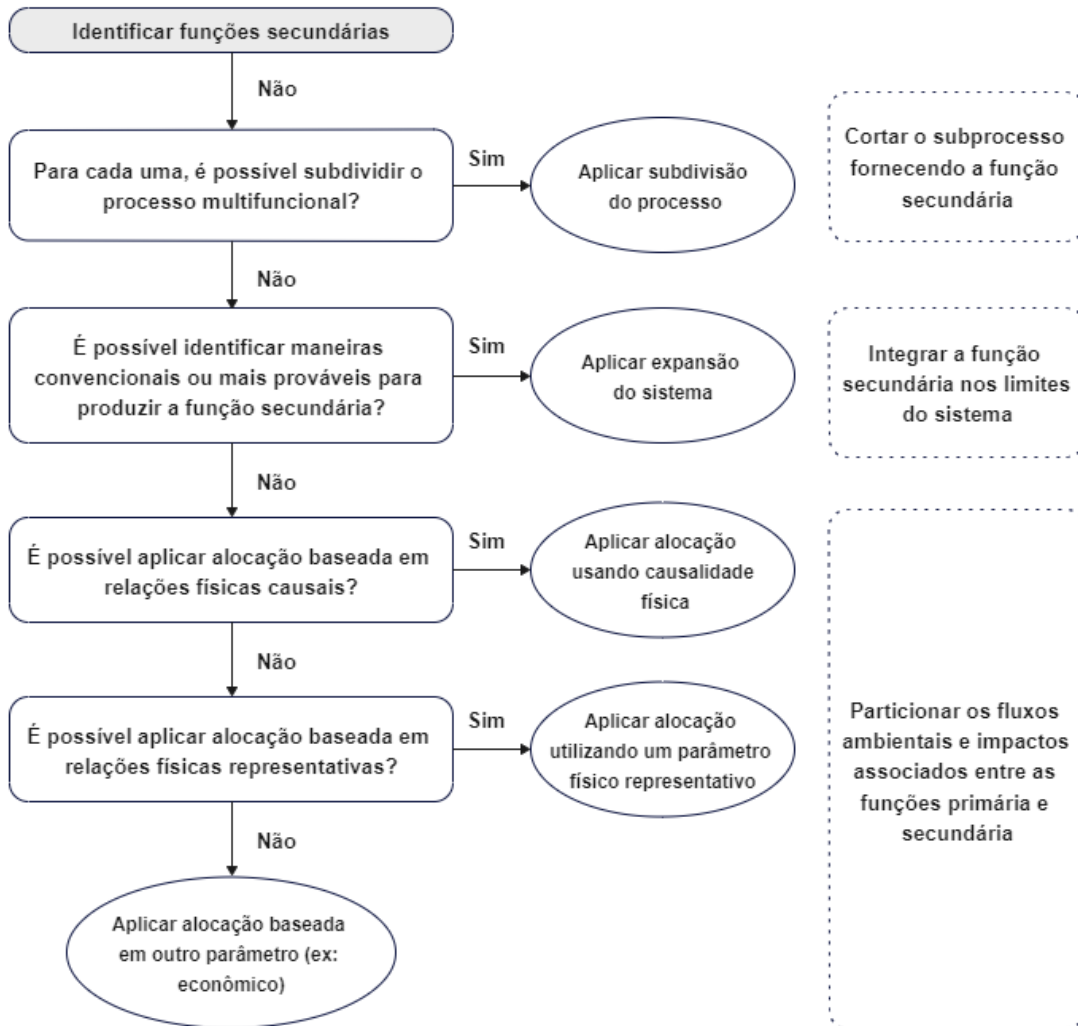 Identificar funções secundárias
Não
Para cada uma, é possível subdividir o
processo multifuncional?
Sim
Aplicar subdivisão
do processo
Cortar o subprocesso
fornecendo a função
secundária
Não
É possível identificar maneiras
convencionais ou mais prováveis para
produzir a função secundária?
Sim
Aplicar expansão
do sistema
Integrar a função
secundária nos limites
do sistema
Não
É possível aplicar alocação baseada em
relações físicas causais?
Sim
Aplicar alocação
usando causalidade
física
Não
É possível aplicar alocação baseada em
relações físicas representativas?
Sim
Aplicar alocação
utilizando um parâmetro
físico representativo
Particionar os fluxos
ambientais e impactos
associados entre as
funções primária e
secundária
Não
Aplicar alocação baseada
em outro parâmetro (ex:
econômico)